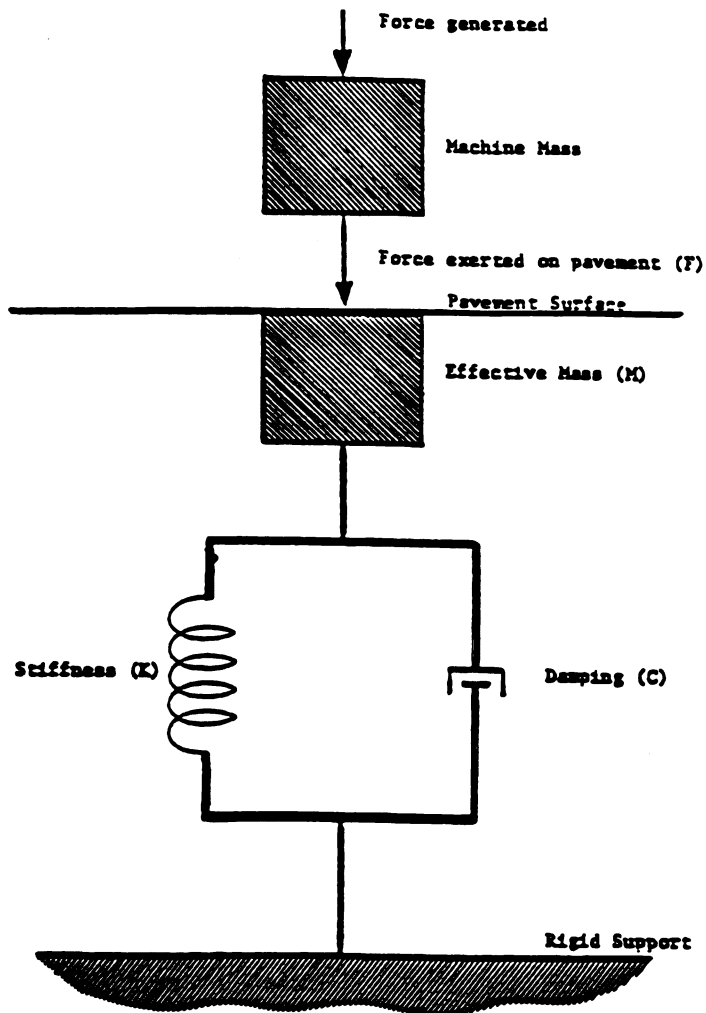 Force generated
Machine Mass
Force exerted on pavement (F)
Pavement Surface
Effective Mass (M)
Stiffness (K)
Damping (C)
Rigid Support